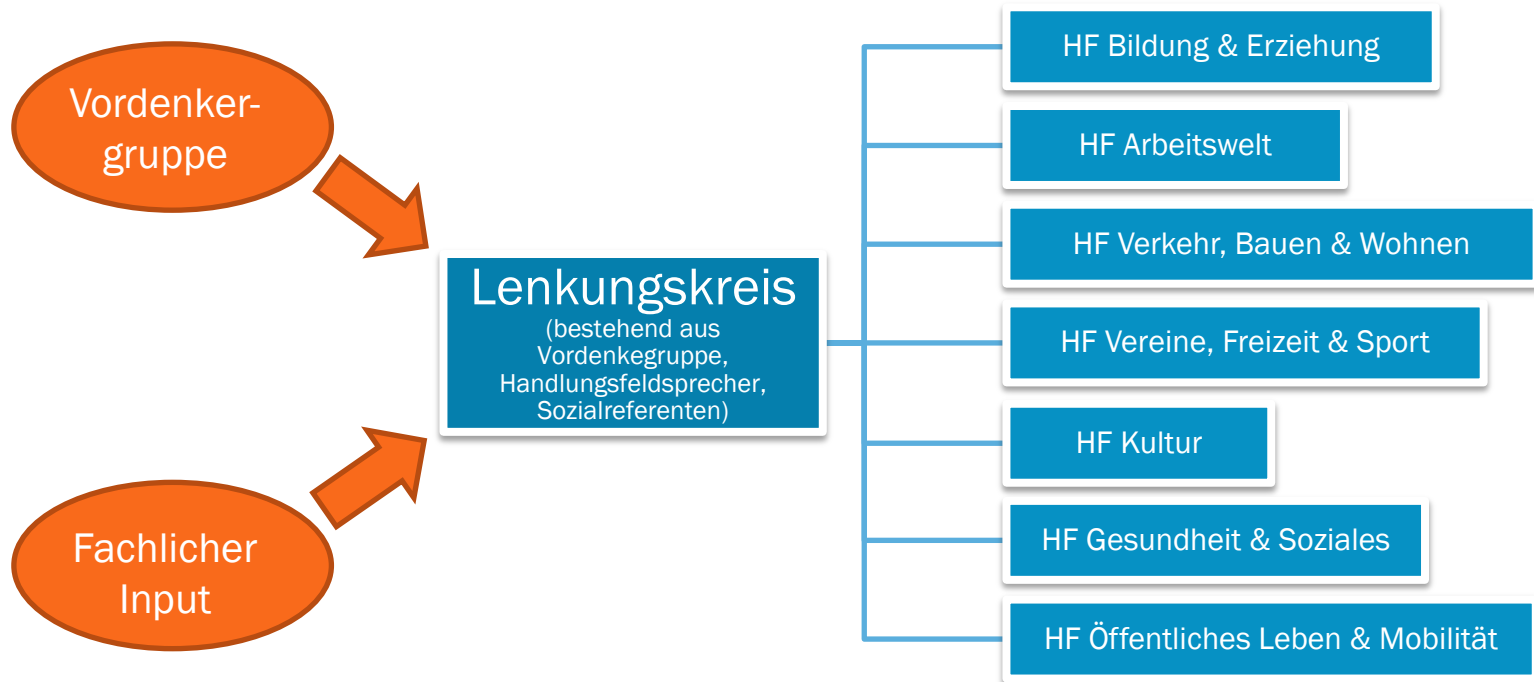 Vordenker-
gruppe
Fachlicher
Input
Lenkungskreis
(bestehend aus
Vordenkegruppe,
Handlungsfeldsprecher,
Sozialreferenten)
HF Bildung & Erziehung
HF Arbeitswelt
HF Verkehr, Bauen & Wohnen
HF Vereine, Freizeit & Sport
HF Kultur
HF Gesundheit & Soziales
HF Öffentliches Leben & Mobilität